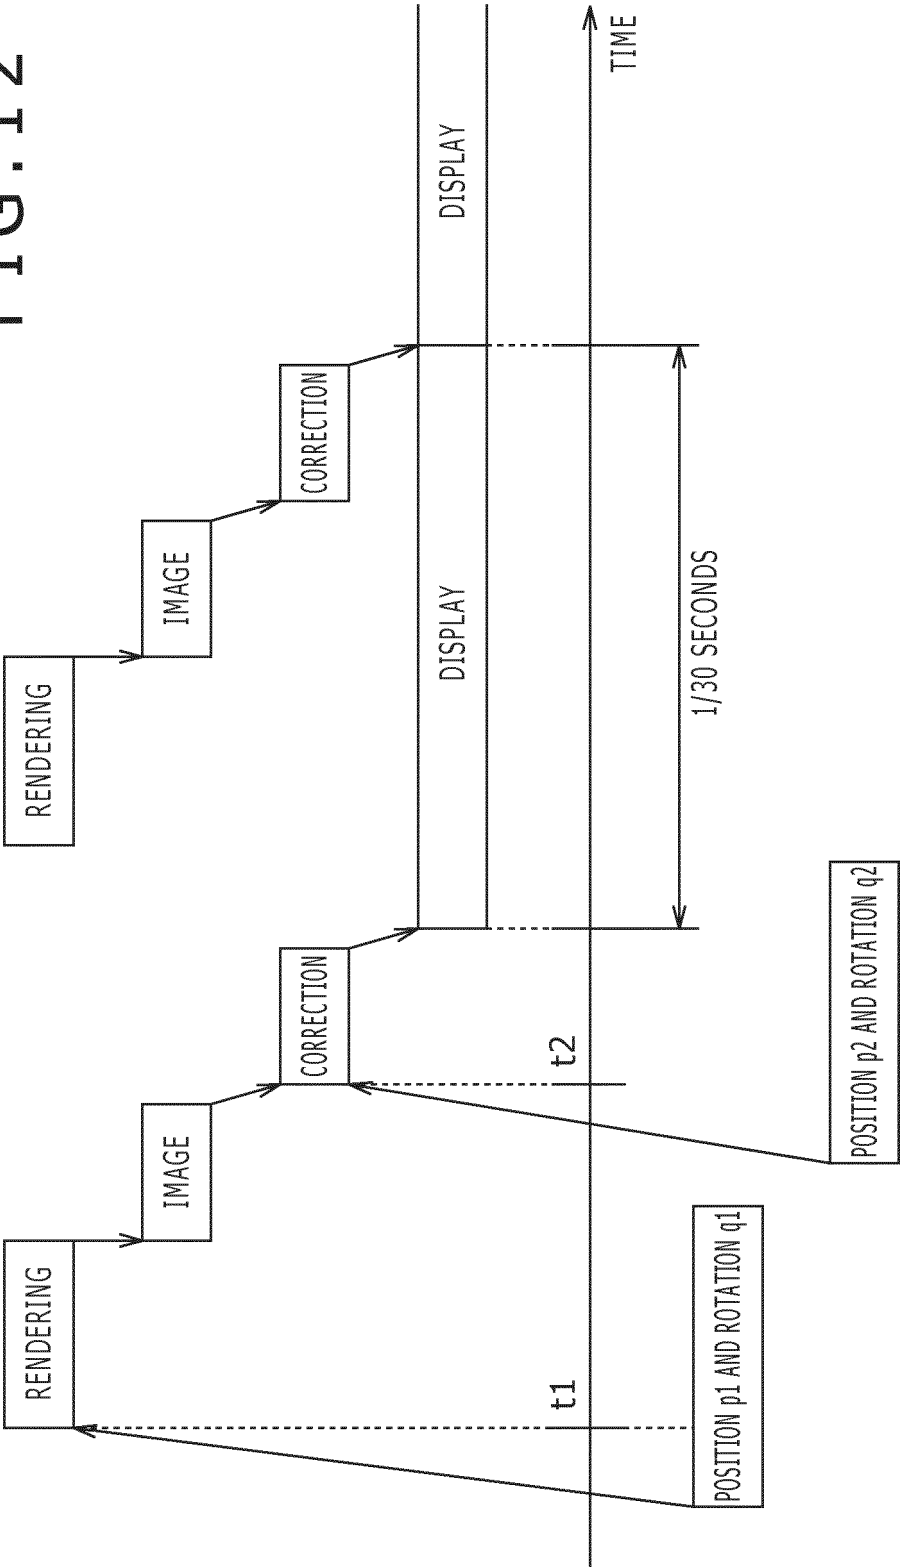 FIG.12
RENDERING
RENDERING
IMAGE
IMAGE
CORRECTION
CORRECTION
DISPLAY
DISPLAY
t1
t2
TIME
1/30 SECONDS
POSITION p1 AND ROTATION q1
POSITION p2 AND ROTATION q2